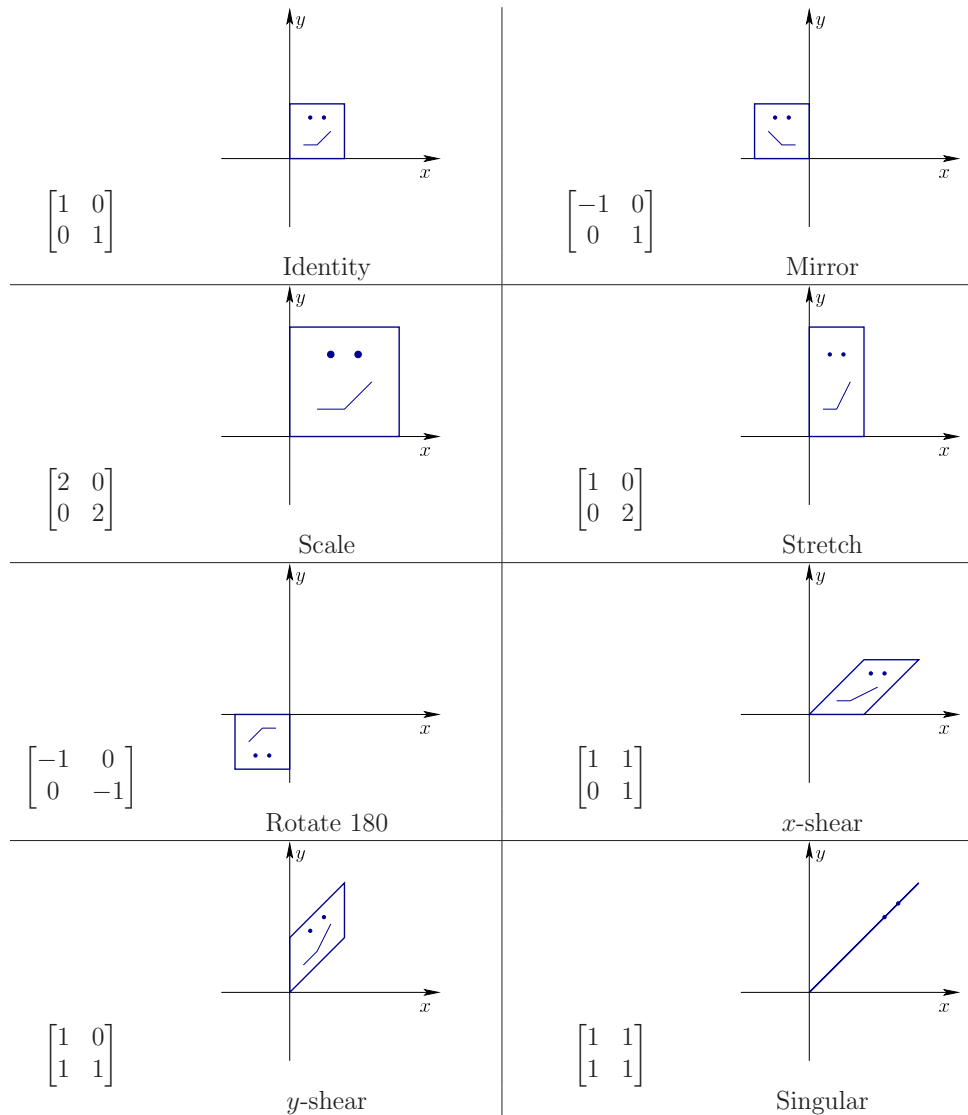 y
x
[1 0
0 1]
Identity
y
x
[−1 0
0 1]
Mirror
y
x
[2 0
0 2]
Scale
y
x
[1 0
0 2]
Stretch
y
x
[−1 0
0 −1]
Rotate 180
y
x
[1 1
0 1]
x-shear
y
x
[1 0
1 1]
y-shear
y
x
[1 1
1 1]
Singular